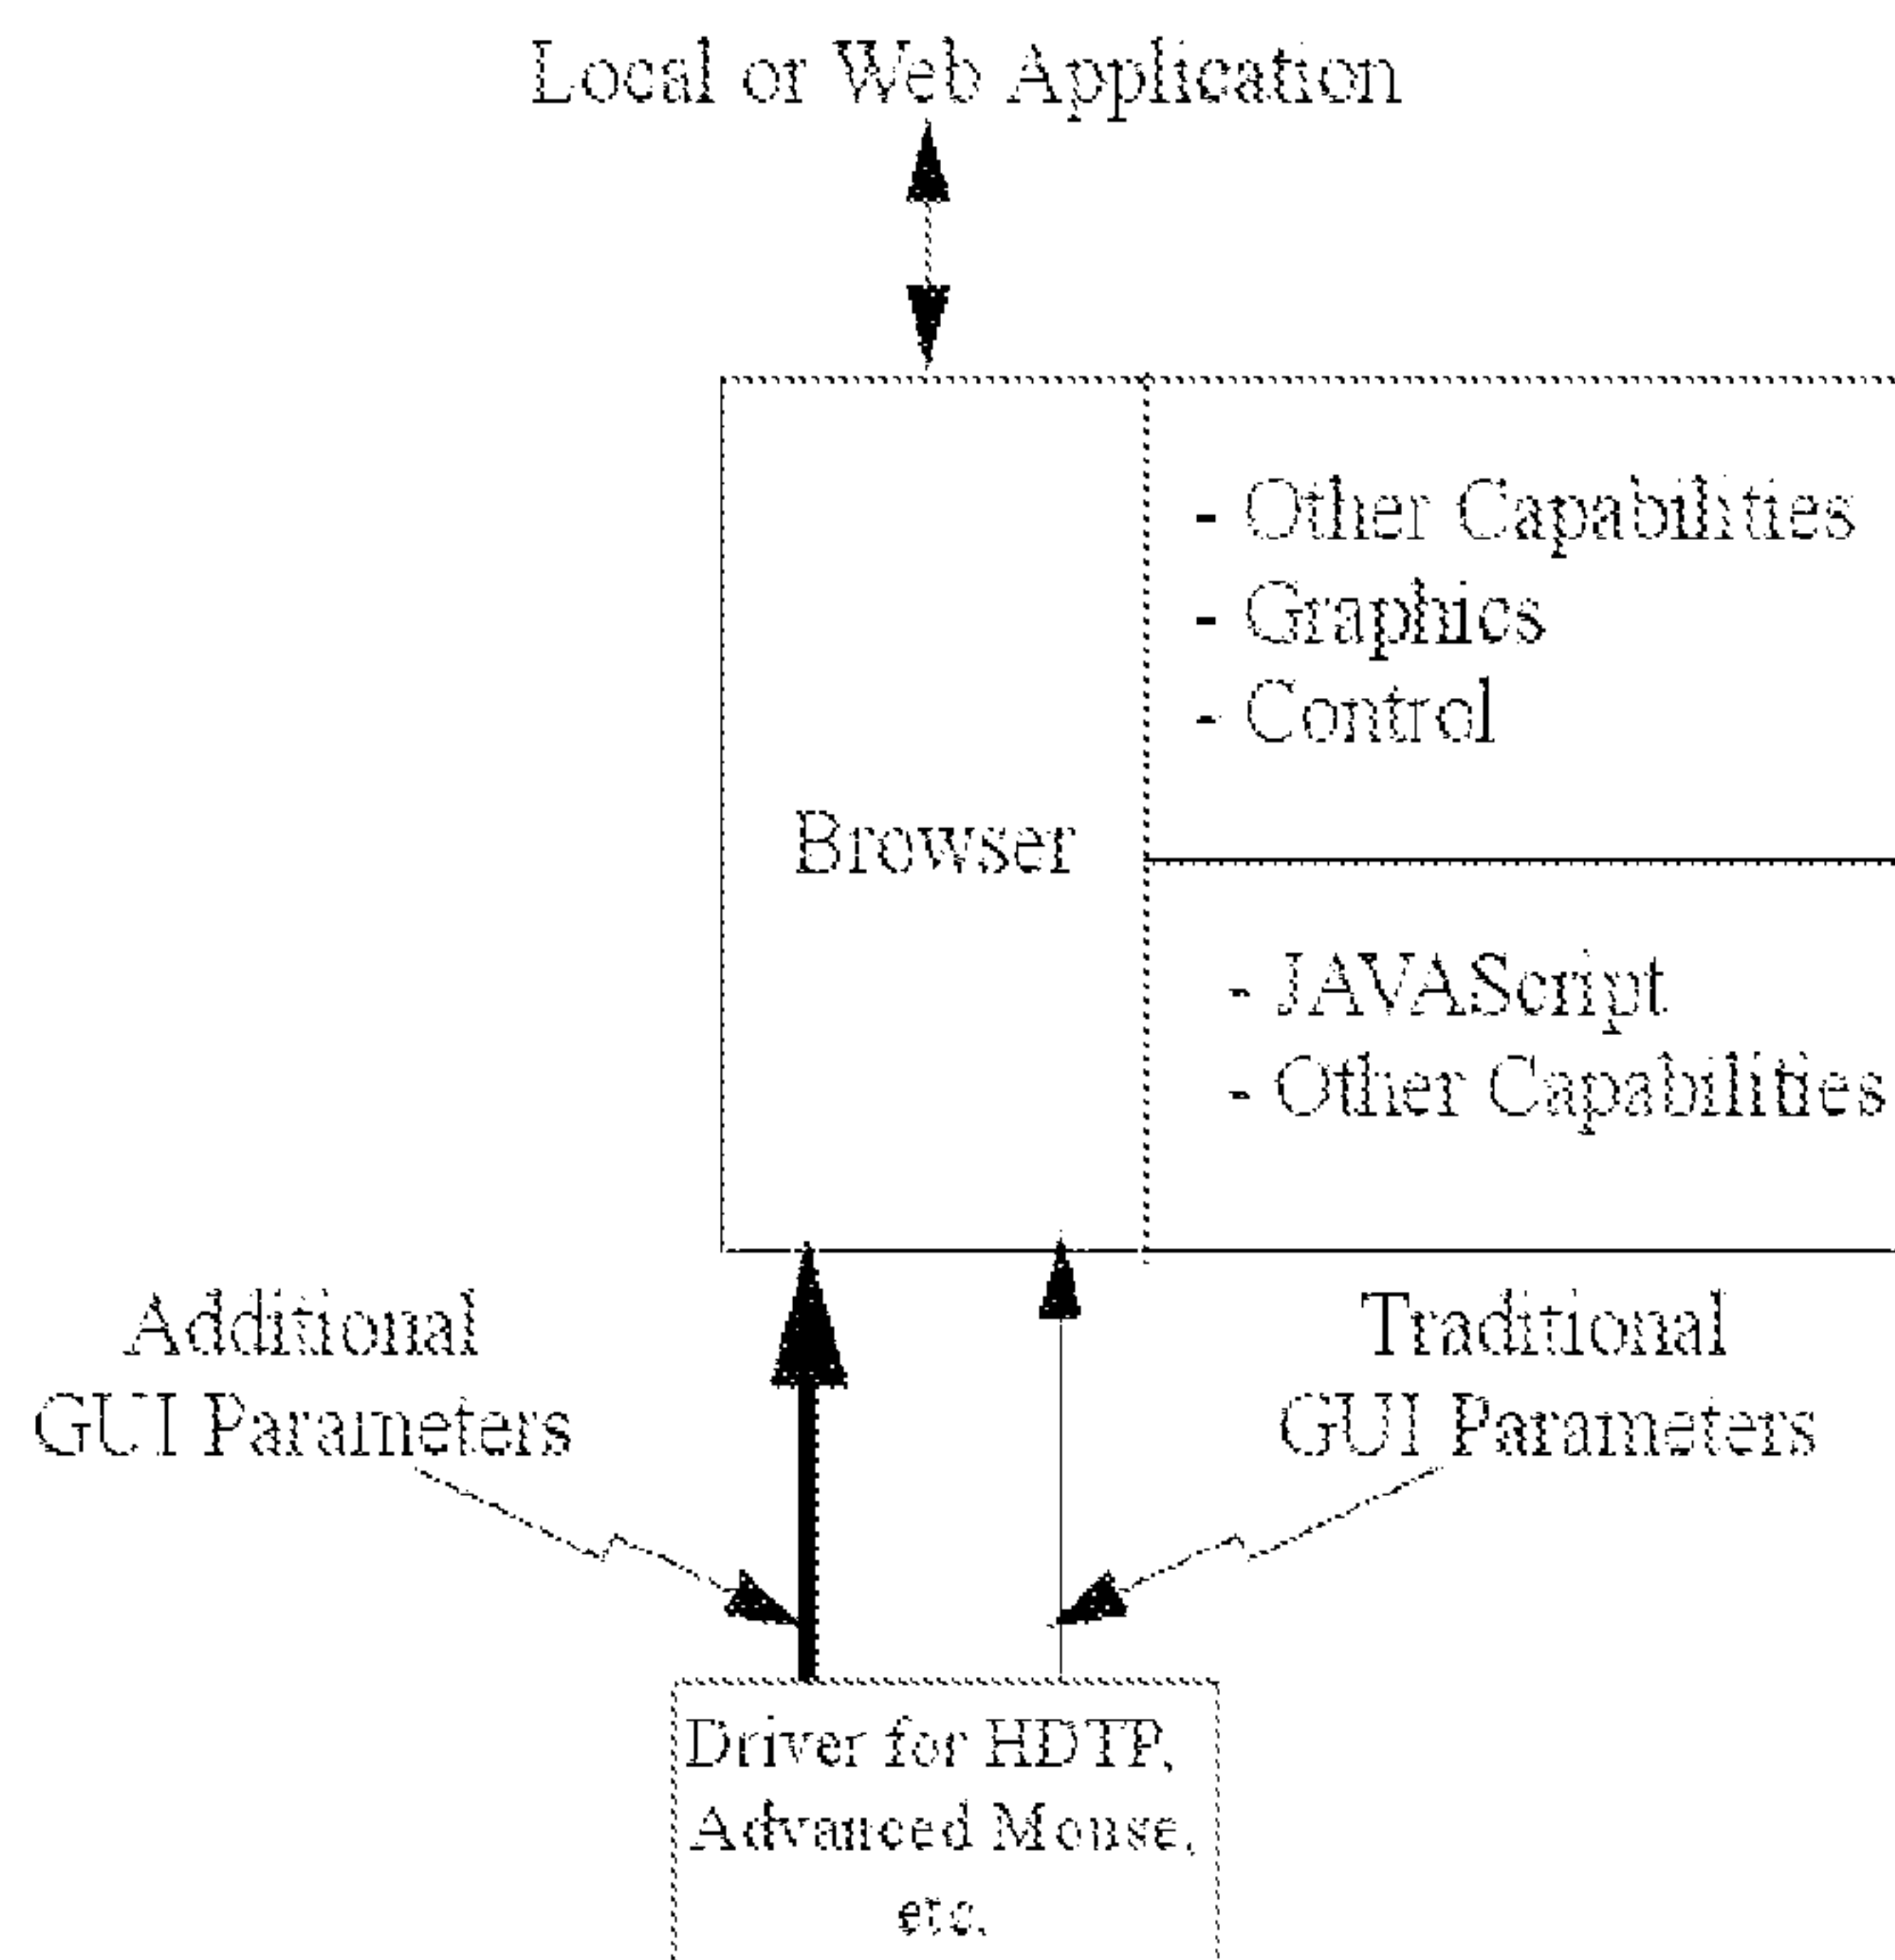 Local or Web Application
- Other Capabilities
- Graphics
- Control
Browser
- JAVAScript
- Other Capabilities
Additional
GUI Parameters
Traditional
GUI Parameters
Driver for HDTP,
Advanced Mouse,
etc.